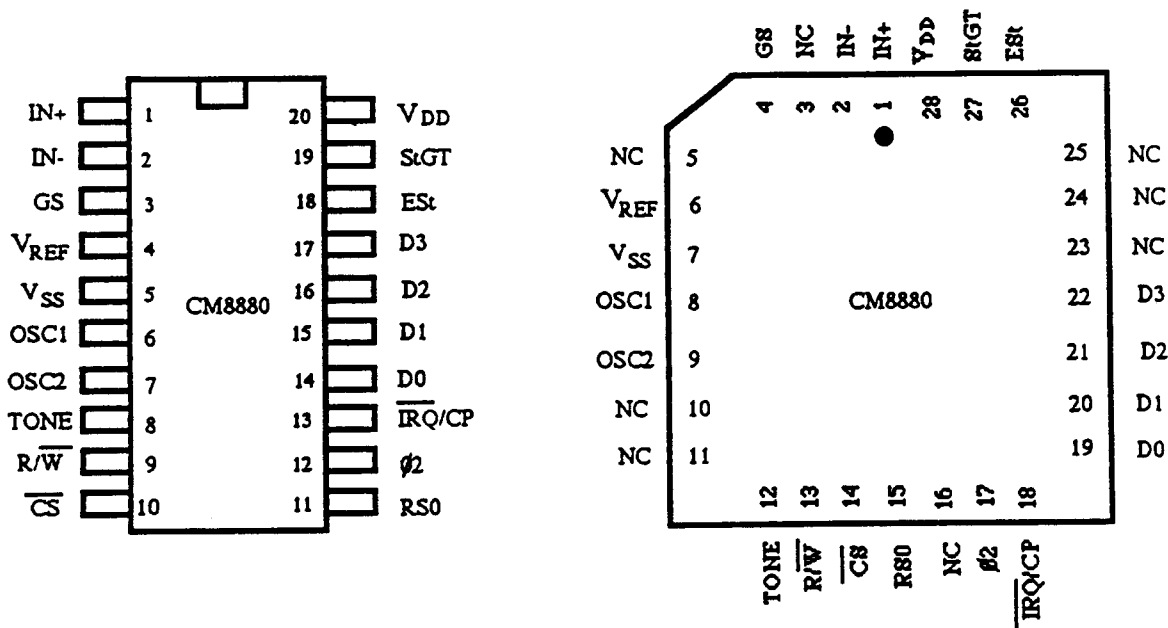 IN+ 1 20 VDD
IN- 2 19 StGT
GS 3 18 ESt
VREF 4 17 D3
VSS 5 16 D2
CM8880
OSC1 6 15 D1
OSC2 7 14 D0
TONE 8 13 IRQ/CP
R/W 9 12 ϕ2
CS 10 11 RS0
GS NC IN- IN+ VDD StGT ESt
4 3 2 1 28 27 26
NC 5 25 NC
VREF 6 24 NC
VSS 7 23 NC
OSC1 8 CM8880 22 D3
OSC2 9 21 D2
NC 10 20 D1
NC 11 19 D0
12 13 14 15 16 17 18
TONE R/W CS RS0 NC ϕ2 IRQ/CP